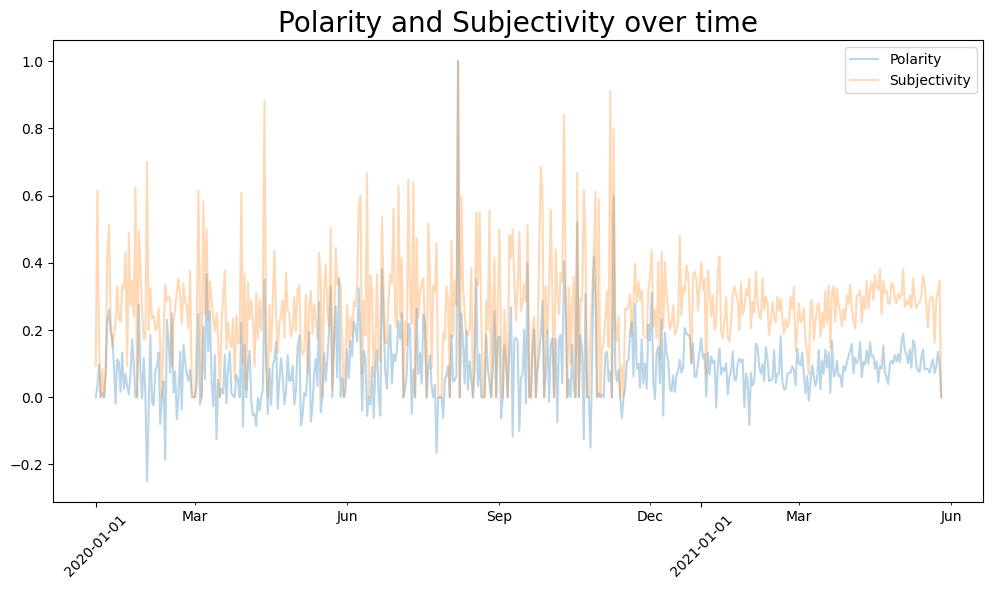 Polarity and Subjectivity over time
Polarity
Subjectivity
1.0
0.8
0.6
0.4
0.2
0.0
−0.2
2020-01-01
Mar
Jun
Sep
Dec
2021-01-01
Mar
Jun